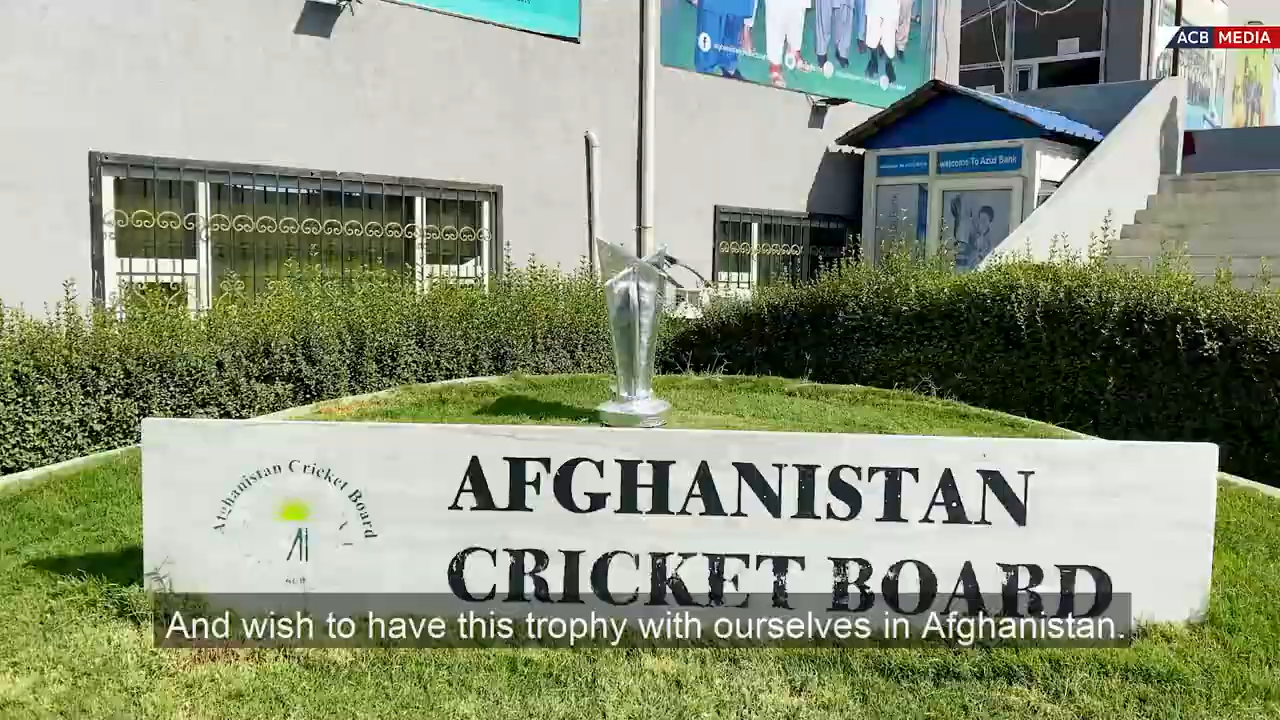 ACB MEDIA
welcome To Azizi Bank
Afghanistan Cricket Board
ACB
AFGHANISTAN
CRICKET BOARD
And wish to have this trophy with ourselves in Afghanistan.